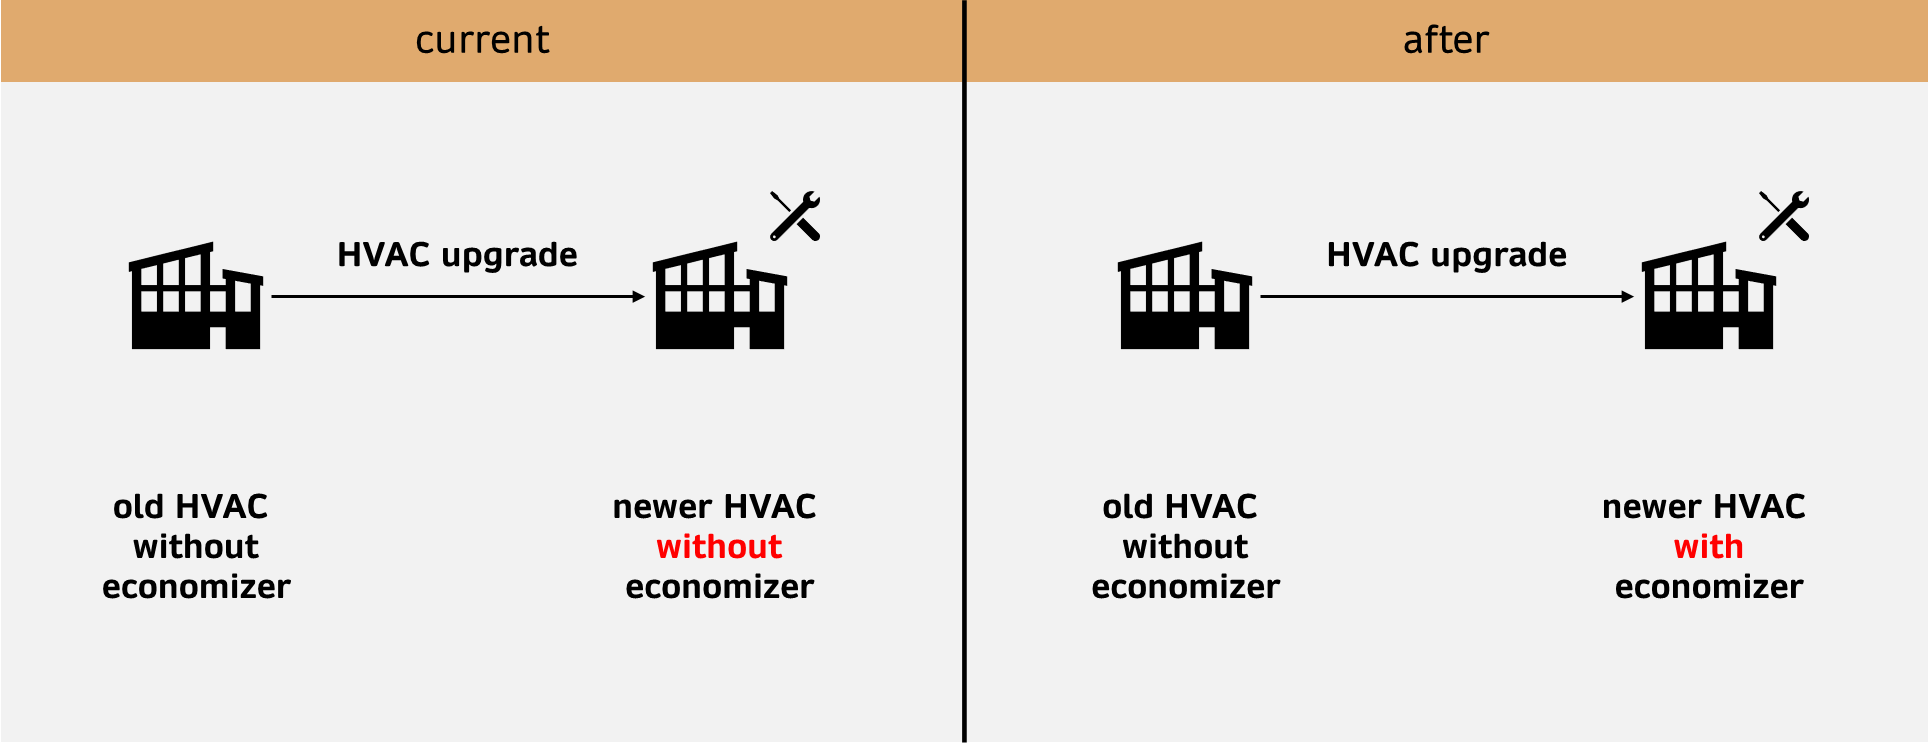 current
after
HVAC upgrade
old HVAC
without
economizer
newer HVAC
without
economizer
HVAC upgrade
old HVAC
without
economizer
newer HVAC
with
economizer